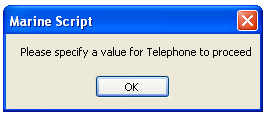 Marine Script
Please specify a value for Telephone to proceed
OK